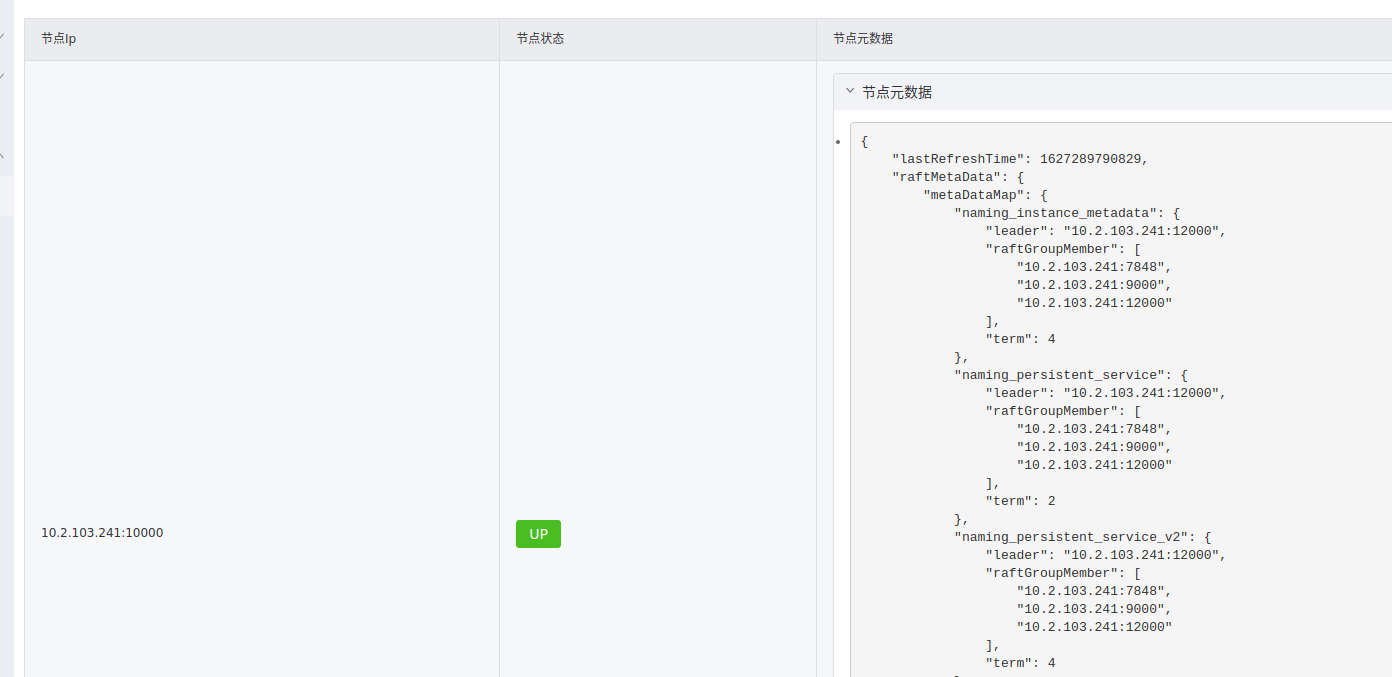 节点Ip
节点状态
节点元数据
节点元数据
{
"lastRefreshTime": 1627289790829,
"raftMetaData": {
"metaDataMap": {
"naming_instance_metadata": {
"leader": "10.2.103.241:12000",
"raftGroupMember": [
"10.2.103.241:7848",
"10.2.103.241:9000",
"10.2.103.241:12000"
],
"term": 4
},
"naming_persistent_service": {
"leader": "10.2.103.241:12000",
"raftGroupMember": [
"10.2.103.241:7848",
"10.2.103.241:9000",
"10.2.103.241:12000"
],
"term": 2
},
10.2.103.241:10000
UP
"naming_persistent_service_v2": {
"leader": "10.2.103.241:12000",
"raftGroupMember": [
"10.2.103.241:7848",
"10.2.103.241:9000",
"10.2.103.241:12000"
],
"term": 4